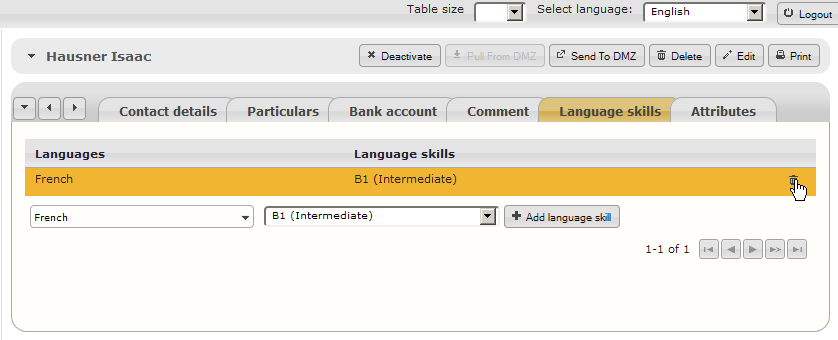 Table size Select language: English Logout
Hausner Isaac Deactivate Pull From DMZ Send To DMZ Delete Edit Print
Contact details Particulars Bank account Comment Language skills Attributes
Languages Language skills
French B1 (Intermediate)
French B1 (Intermediate) Add language skill
1-1 of 1